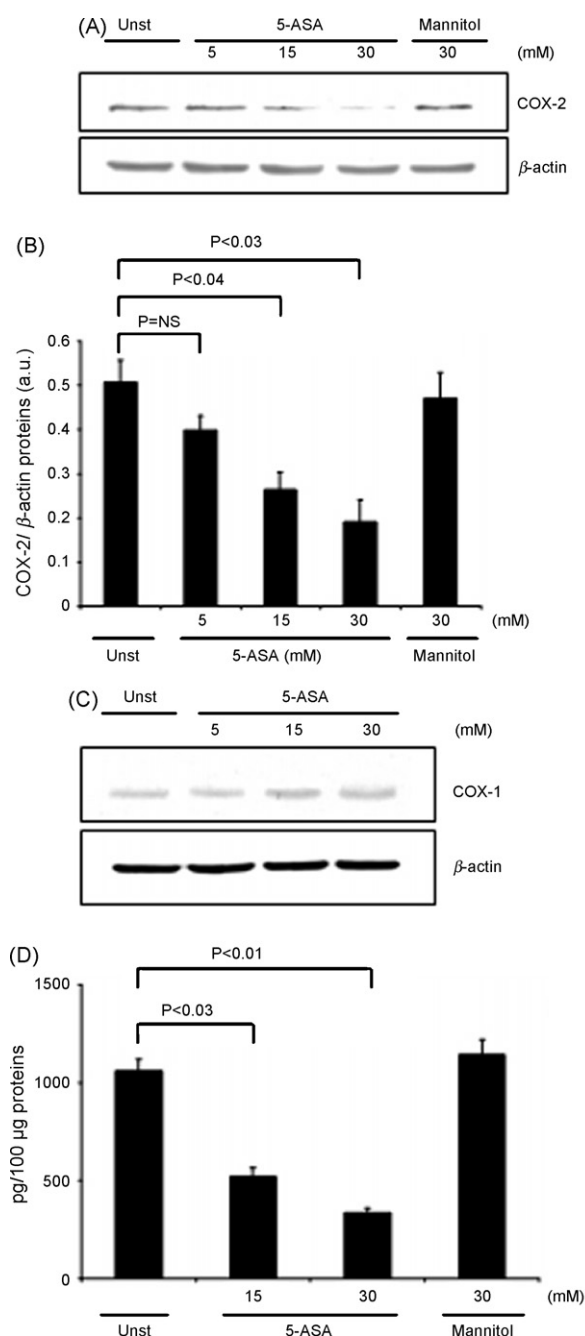 (A) Unst 5-ASA Mannitol
5 15 30 30 (mM)
COX-2
β-actin
(B)
P<0.03
P<0.04
P=NS
COX-2/ β-actin proteins (a.u.)
0.6
0.5
0.4
0.3
0.2
0.1
0
5 15 30 30 (mM)
Unst 5-ASA (mM) Mannitol
(C) Unst 5-ASA
5 15 30 (mM)
COX-1
β-actin
(D)
P<0.01
P<0.03
pg/100 µg proteins
1500
1000
500
0
15 30 30 (mM)
Unst 5-ASA Mannitol